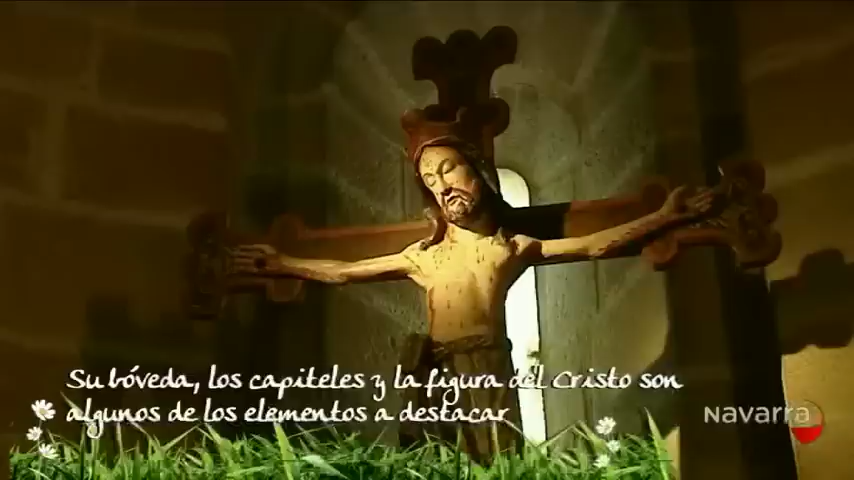 Su bóveda, los capiteles y la figura del Cristo son
algunos de los elementos a destacar
navarra